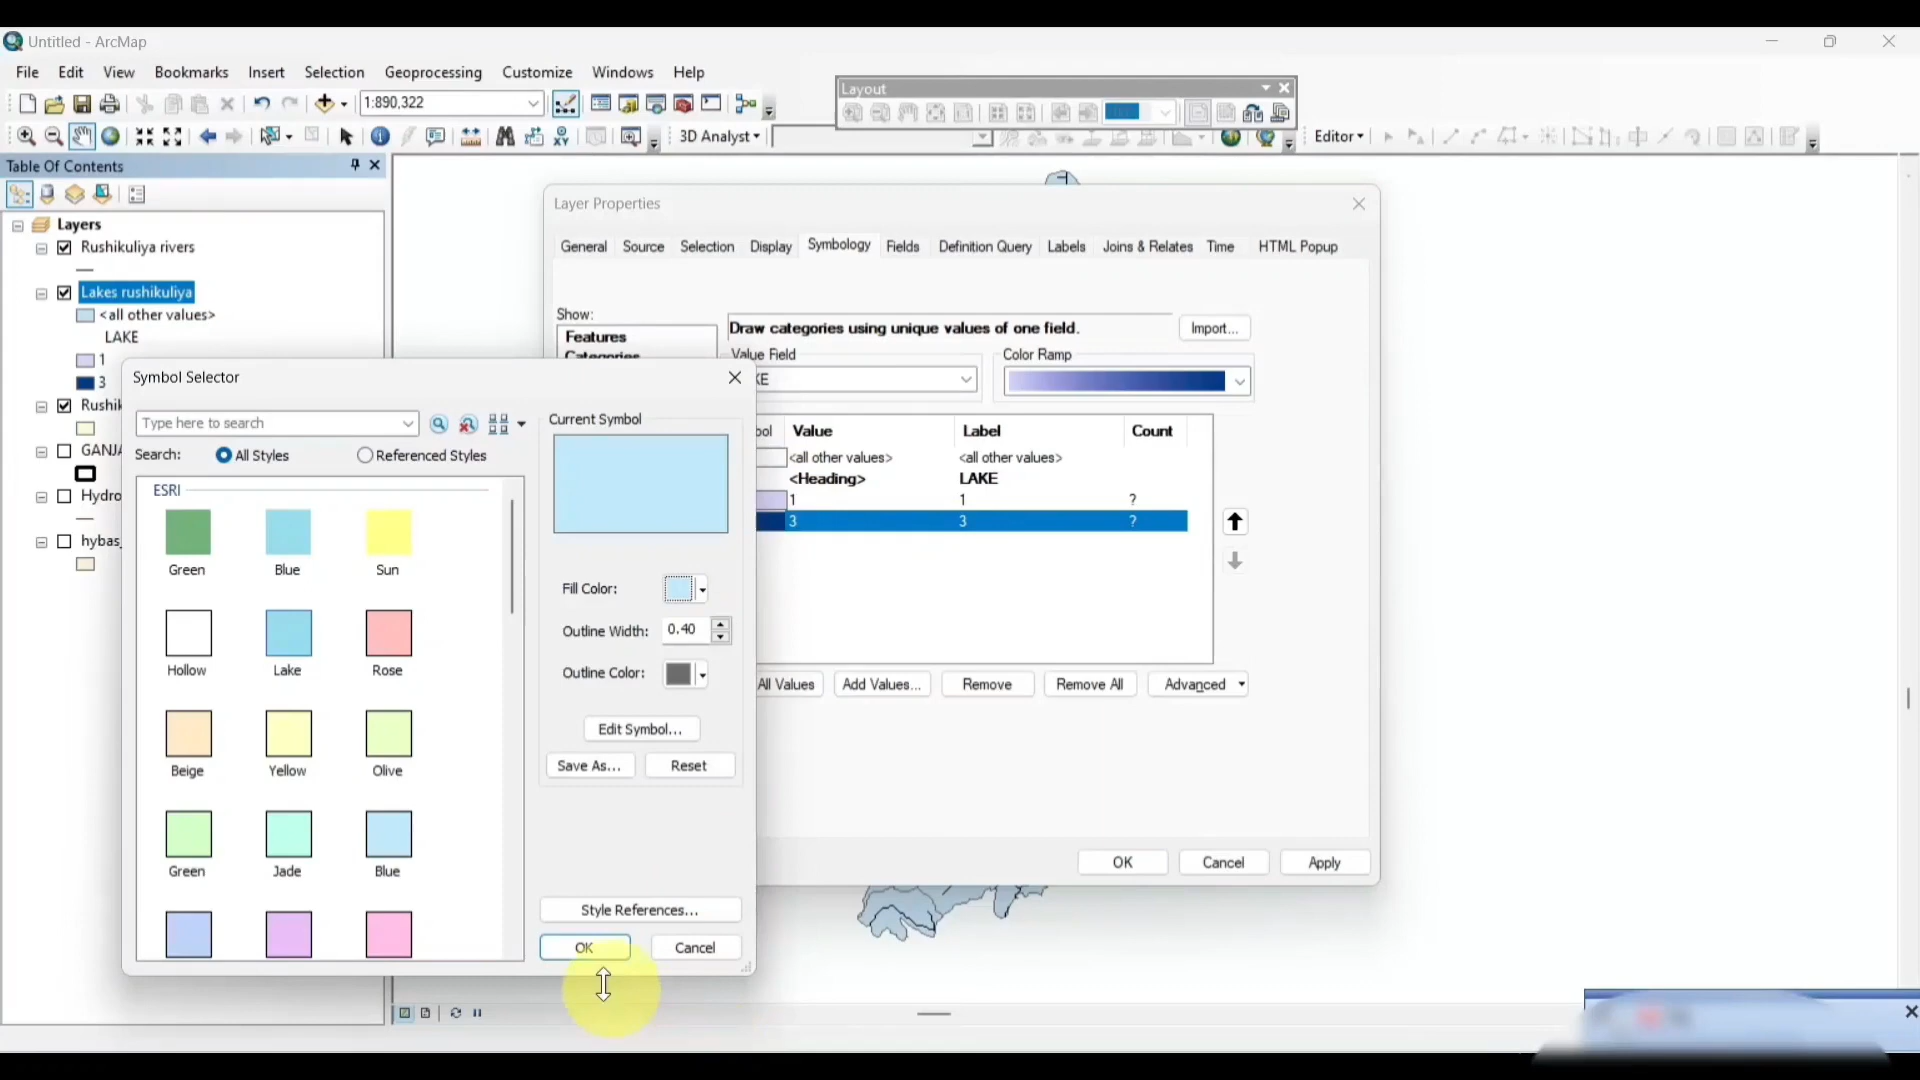 Untitled - ArcMap
File Edit View Bookmarks Insert Selection Geoprocessing Customize Windows Help
Layout
1:890,322
3D Analyst
Editor
Table Of Contents
Layers
Rushikuliya rivers
Lakes rushikuliya
<all other values>
LAKE
1
3
Rushik
GANJA
Hydro
hybas_
Layer Properties
General Source Selection Display Symbology Fields Definition Query Labels Joins & Relates Time HTML Popup
Show:
Features
Categories
Draw categories using unique values of one field.
Import...
Value Field
KE
Color Ramp
bol Value Label Count
<all other values> <all other values>
<Heading> LAKE
1 1 ?
3 3 ?
All Values Add Values... Remove Remove All Advanced
OK Cancel Apply
Symbol Selector
Type here to search
Search: All Styles Referenced Styles
ESRI
Green Blue Sun
Hollow Lake Rose
Beige Yellow Olive
Green Jade Blue
Current Symbol
Fill Color:
Outline Width: 0.40
Outline Color:
Edit Symbol...
Save As... Reset
Style References...
OK Cancel